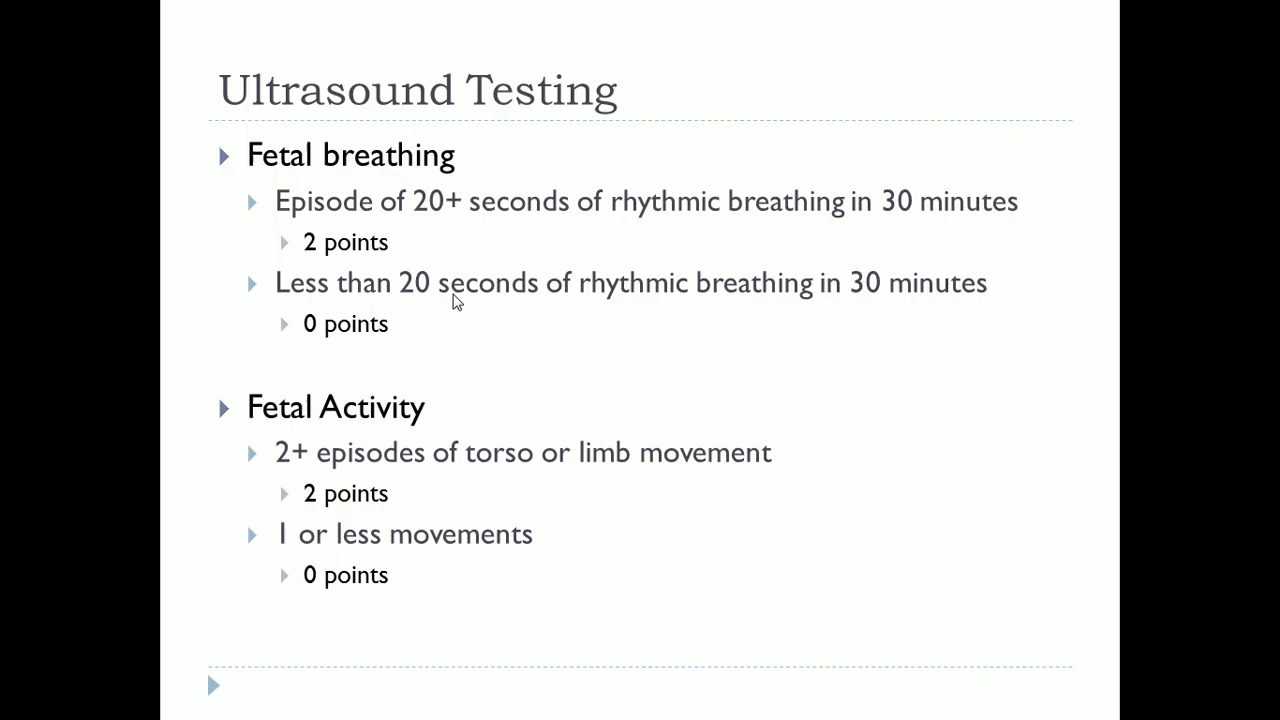 Ultrasound Testing
Fetal breathing
Episode of 20+ seconds of rhythmic breathing in 30 minutes
2 points
Less than 20 seconds of rhythmic breathing in 30 minutes
0 points
Fetal Activity
2+ episodes of torso or limb movement
2 points
1 or less movements
0 points